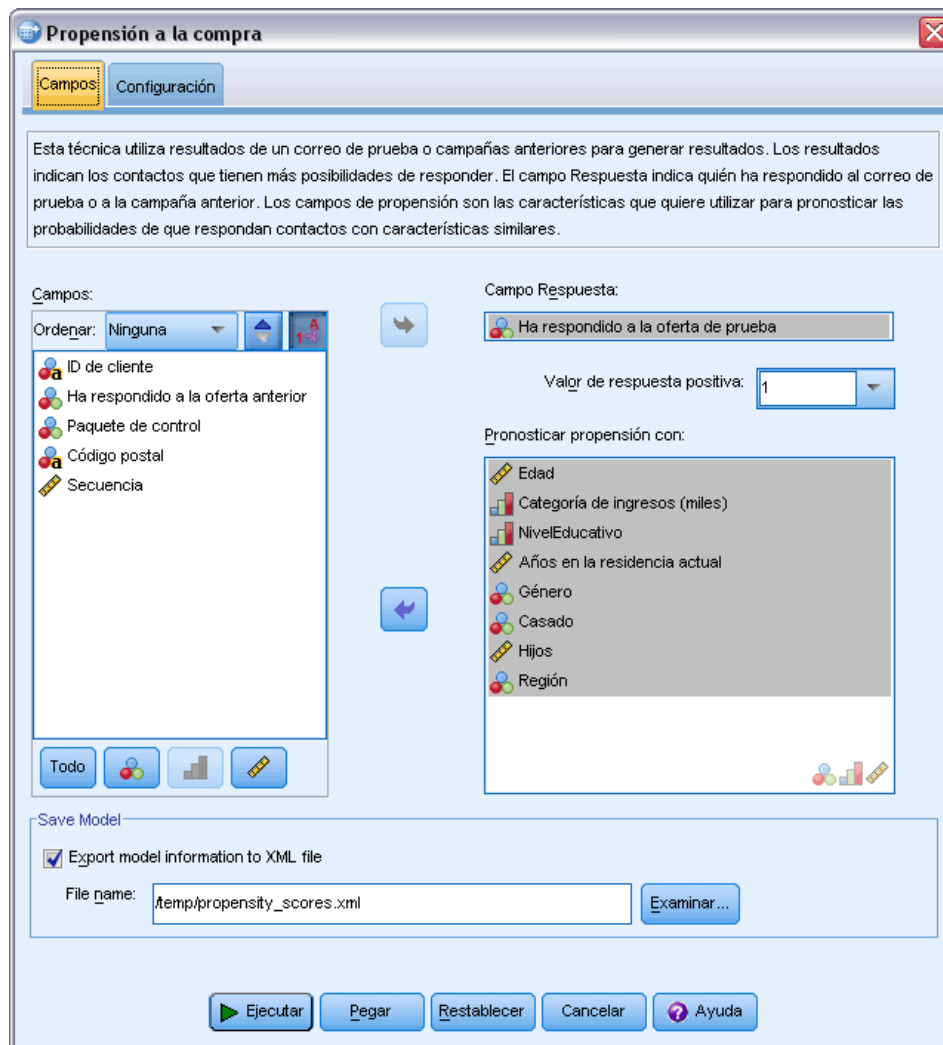 Propensión a la compra
Campos
Configuración
Esta técnica utiliza resultados de un correo de prueba o campañas anteriores para generar resultados. Los resultados
indican los contactos que tienen más posibilidades de responder. El campo Respuesta indica quién ha respondido al correo de
prueba o a la campaña anterior. Los campos de propensión son las características que quiere utilizar para pronosticar las
probabilidades de que respondan contactos con características similares.
Campos:
Ordenar: Ninguna
ID de cliente
Ha respondido a la oferta anterior
Paquete de control
Código postal
Secuencia
Todo
Campo Respuesta:
Ha respondido a la oferta de prueba
Valor de respuesta positiva: 1
Pronosticar propensión con:
Edad
Categoría de ingresos (miles)
NivelEducativo
Años en la residencia actual
Género
Casado
Hijos
Región
Save Model
Export model information to XML file
File name: /temp/propensity_scores.xml
Examinar...
Ejecutar
Pegar
Restablecer
Cancelar
Ayuda